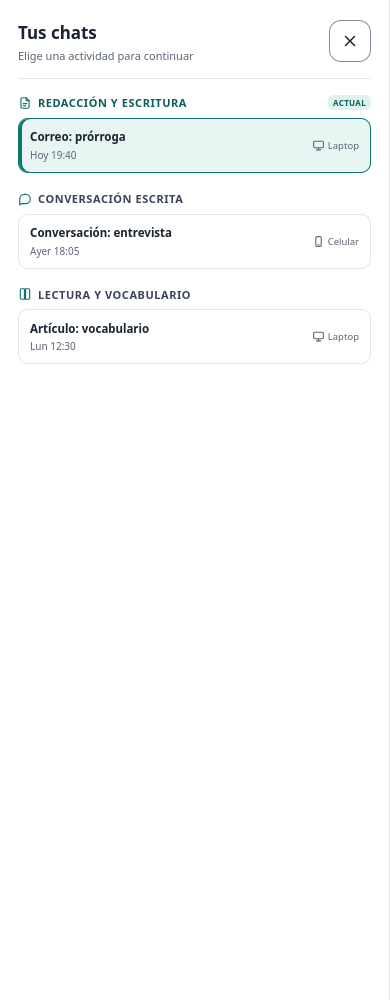 Tus chats
Elige una actividad para continuar
REDACCIÓN Y ESCRITURA
ACTUAL
Correo: prórroga
Hoy 19:40
Laptop
CONVERSACIÓN ESCRITA
Conversación: entrevista
Ayer 18:05
Celular
LECTURA Y VOCABULARIO
Artículo: vocabulario
Lun 12:30
Laptop